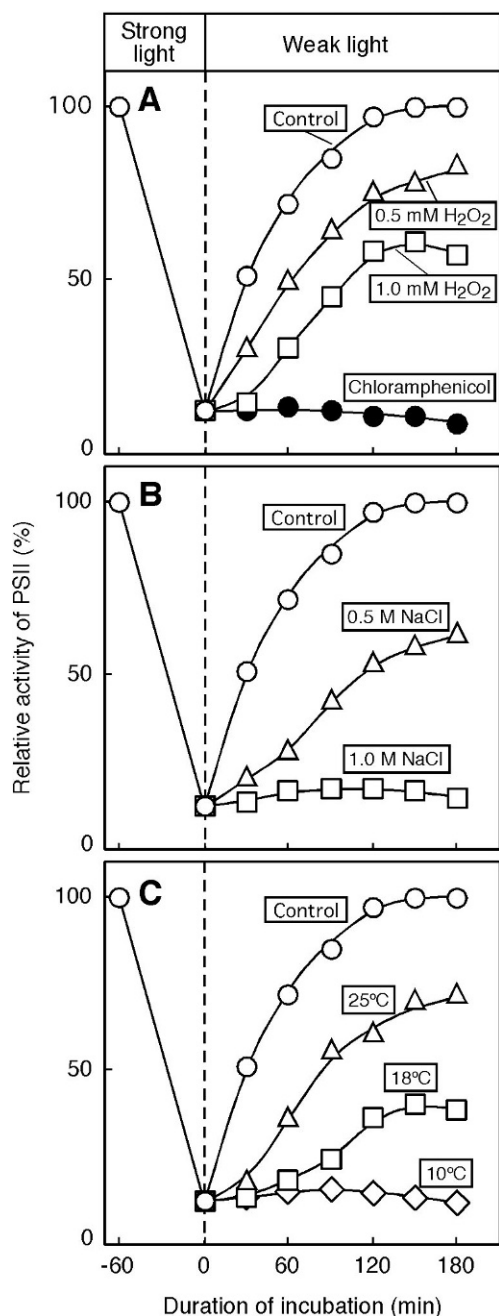 Strong light
Weak light
A
100
Control
0.5 mM H2O2
1.0 mM H2O2
50
Chloramphenicol
0
B
100
Control
0.5 M NaCl
50
1.0 M NaCl
0
C
100
Control
25ºC
50
18ºC
10ºC
0
-60 0 60 120 180
Duration of incubation (min)
Relative activity of PSII (%)